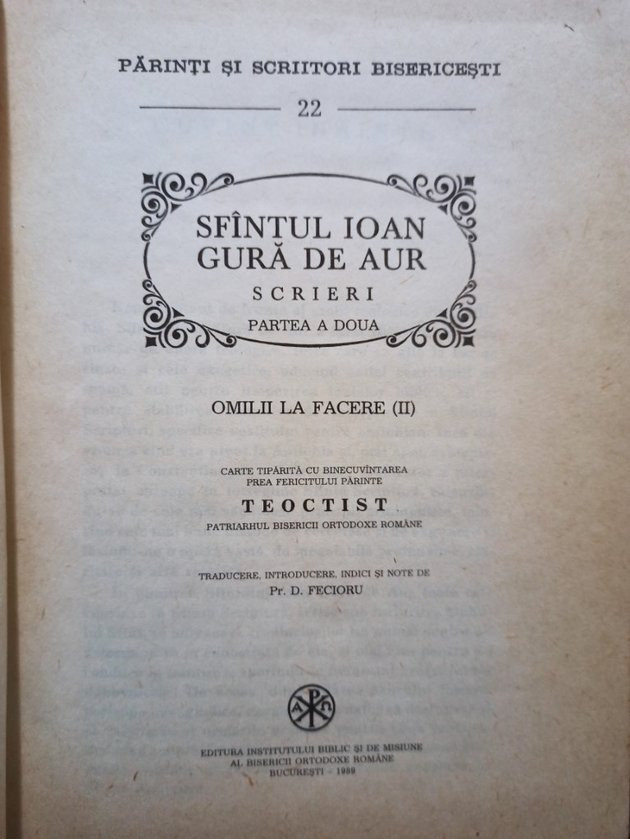 PĂRINȚI ȘI SCRIITORI BISERICEȘTI
22
SFÎNTUL IOAN
GURĂ DE AUR
SCRIERI
PARTEA A DOUA
OMILII LA FACERE (II)
CARTE TIPĂRITĂ CU BINECUVÎNTAREA
PREA FERICITULUI PĂRINTE
TEOCTIST
PATRIARHUL BISERICII ORTODOXE ROMÂNE
TRADUCERE, INTRODUCERE, INDICI ȘI NOTE DE
Pr. D. FECIORU
Α Ω
EDITURA INSTITUTULUI BIBLIC ȘI DE MISIUNE
AL BISERICII ORTODOXE ROMÂNE
BUCUREȘTI – 1989